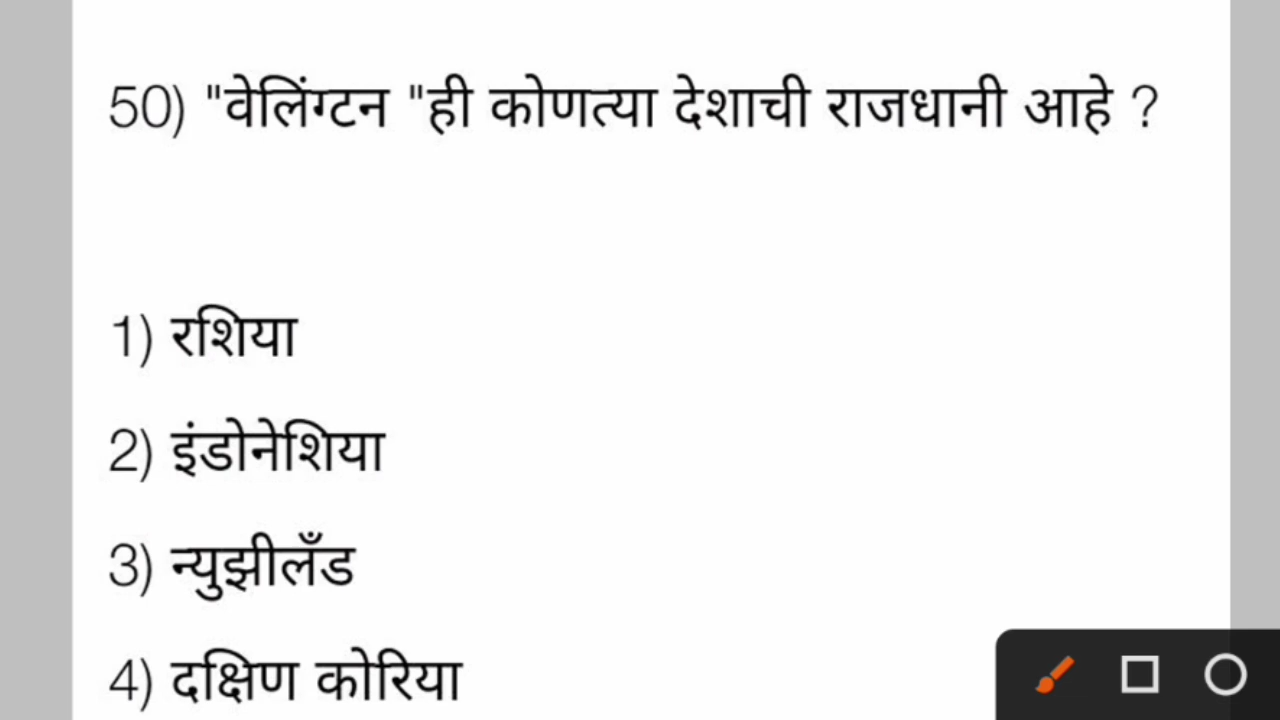 50) "वेलिंग्टन "ही कोणत्या देशाची राजधानी आहे ?
1) रशिया
2) इंडोनेशिया
3) न्युझीलँड
4) दक्षिण कोरिया